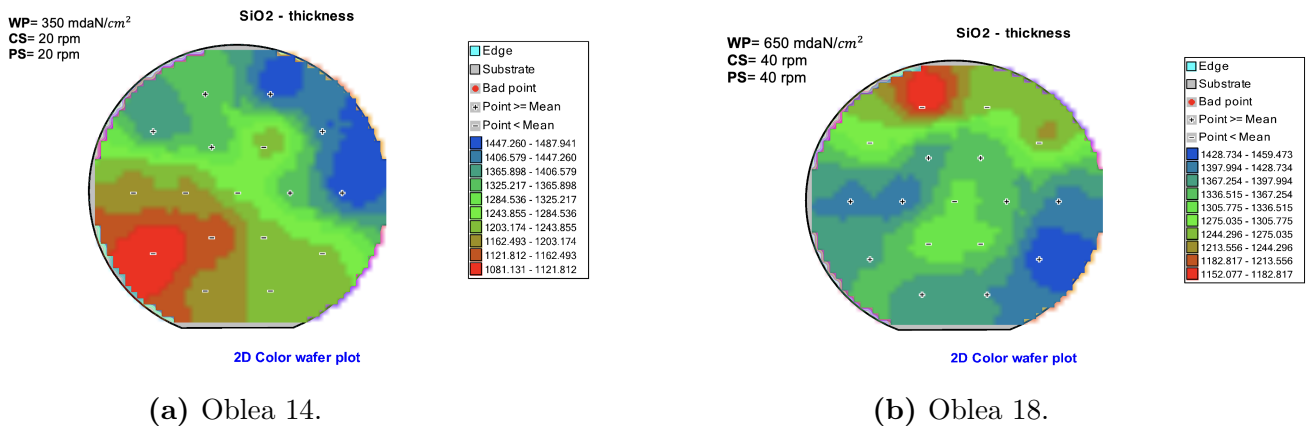 SiO2 - thickness
WP= 350 mdaN/cm²
CS= 20 rpm
PS= 20 rpm
Edge
Substrate
Bad point
Point >= Mean
Point < Mean
1447.260 - 1487.941
1406.579 - 1447.260
1365.898 - 1406.579
1325.217 - 1365.898
1284.536 - 1325.217
1243.855 - 1284.536
1203.174 - 1243.855
1162.493 - 1203.174
1121.812 - 1162.493
1081.131 - 1121.812
2D Color wafer plot
(a) Oblea 14.
SiO2 - thickness
WP= 650 mdaN/cm²
CS= 40 rpm
PS= 40 rpm
Edge
Substrate
Bad point
Point >= Mean
Point < Mean
1428.734 - 1459.473
1397.994 - 1428.734
1367.254 - 1397.994
1336.515 - 1367.254
1305.775 - 1336.515
1275.035 - 1305.775
1244.296 - 1275.035
1213.556 - 1244.296
1182.817 - 1213.556
1152.077 - 1182.817
2D Color wafer plot
(b) Oblea 18.